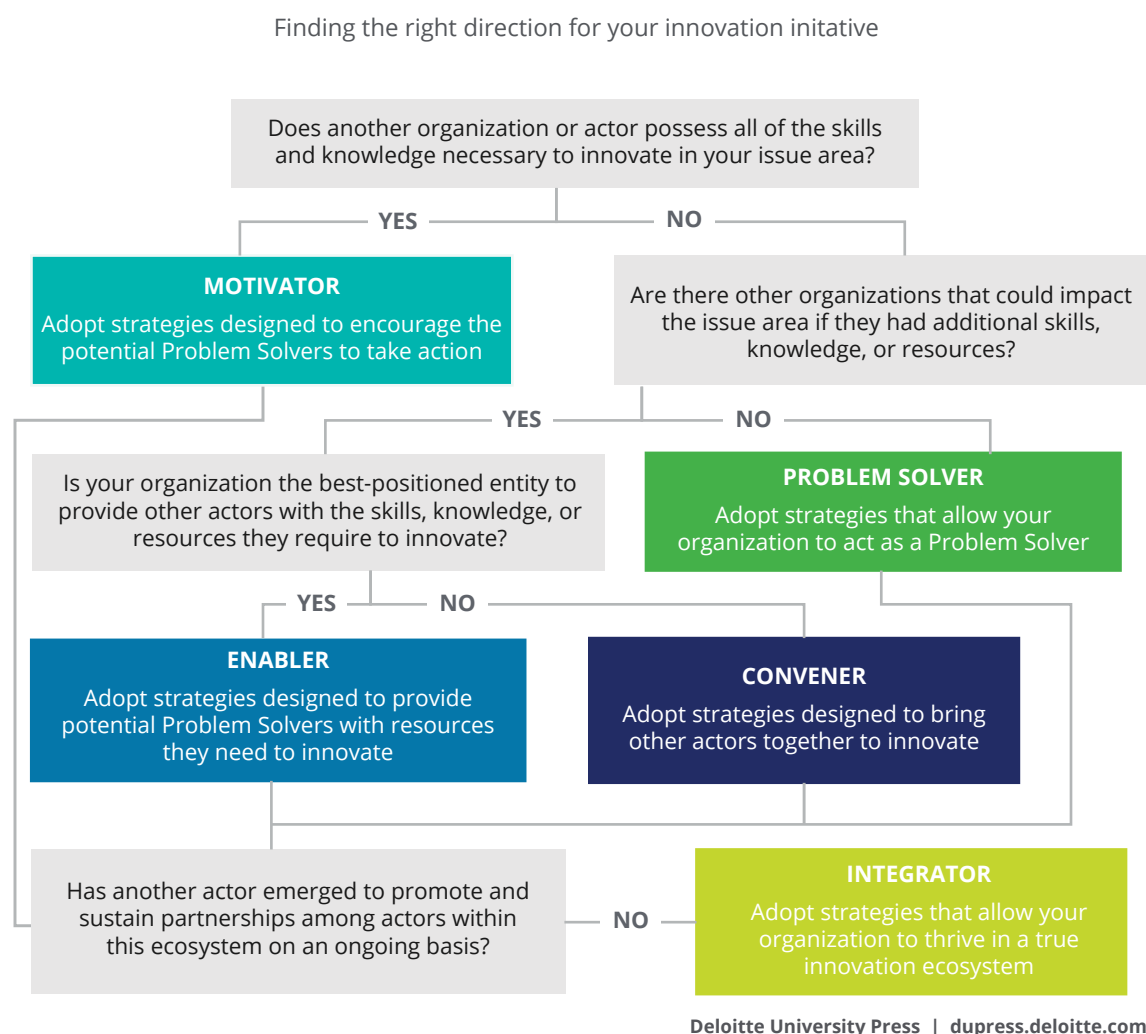 Finding the right direction for your innovation initative
Does another organization or actor possess all of the skills
and knowledge necessary to innovate in your issue area?
YES
NO
MOTIVATOR
Adopt strategies designed to encourage the
potential Problem Solvers to take action
Are there other organizations that could impact
the issue area if they had additional skills,
knowledge, or resources?
YES
NO
Is your organization the best-positioned entity to
provide other actors with the skills, knowledge, or
resources they require to innovate?
PROBLEM SOLVER
Adopt strategies that allow your
organization to act as a Problem Solver
YES
NO
ENABLER
Adopt strategies designed to provide
potential Problem Solvers with resources
they need to innovate
CONVENER
Adopt strategies designed to bring
other actors together to innovate
Has another actor emerged to promote and
sustain partnerships among actors within
this ecosystem on an ongoing basis?
NO
INTEGRATOR
Adopt strategies that allow your
organization to thrive in a true
innovation ecosystem
Deloitte University Press | dupress.deloitte.com